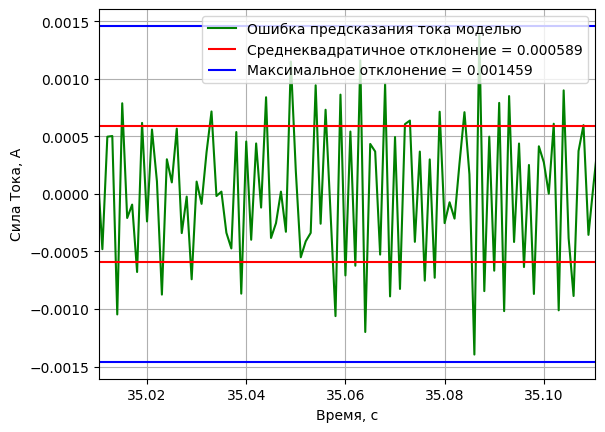 Ошибка предсказания тока моделью
Среднеквадратичное отклонение = 0.000589
Максимальное отклонение = 0.001459
Сила Тока, А
0.0015
0.0010
0.0005
0.0000
−0.0005
−0.0010
−0.0015
35.02 35.04 35.06 35.08 35.10
Время, с